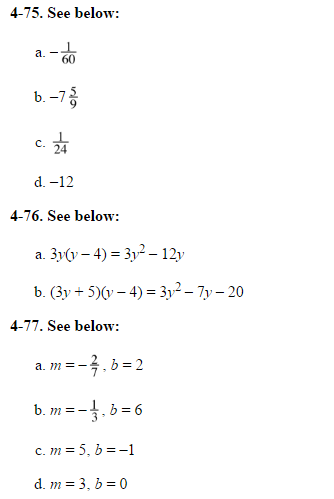 4-75. See below:
a. −1/60
b. −7 5/9
c. 1/24
d. −12
4-76. See below:
a. 3y(y − 4) = 3y² − 12y
b. (3y + 5)(y − 4) = 3y² − 7y − 20
4-77. See below:
a. m = −2/7, b = 2
b. m = −1/3, b = 6
c. m = 5, b = −1
d. m = 3, b = 0